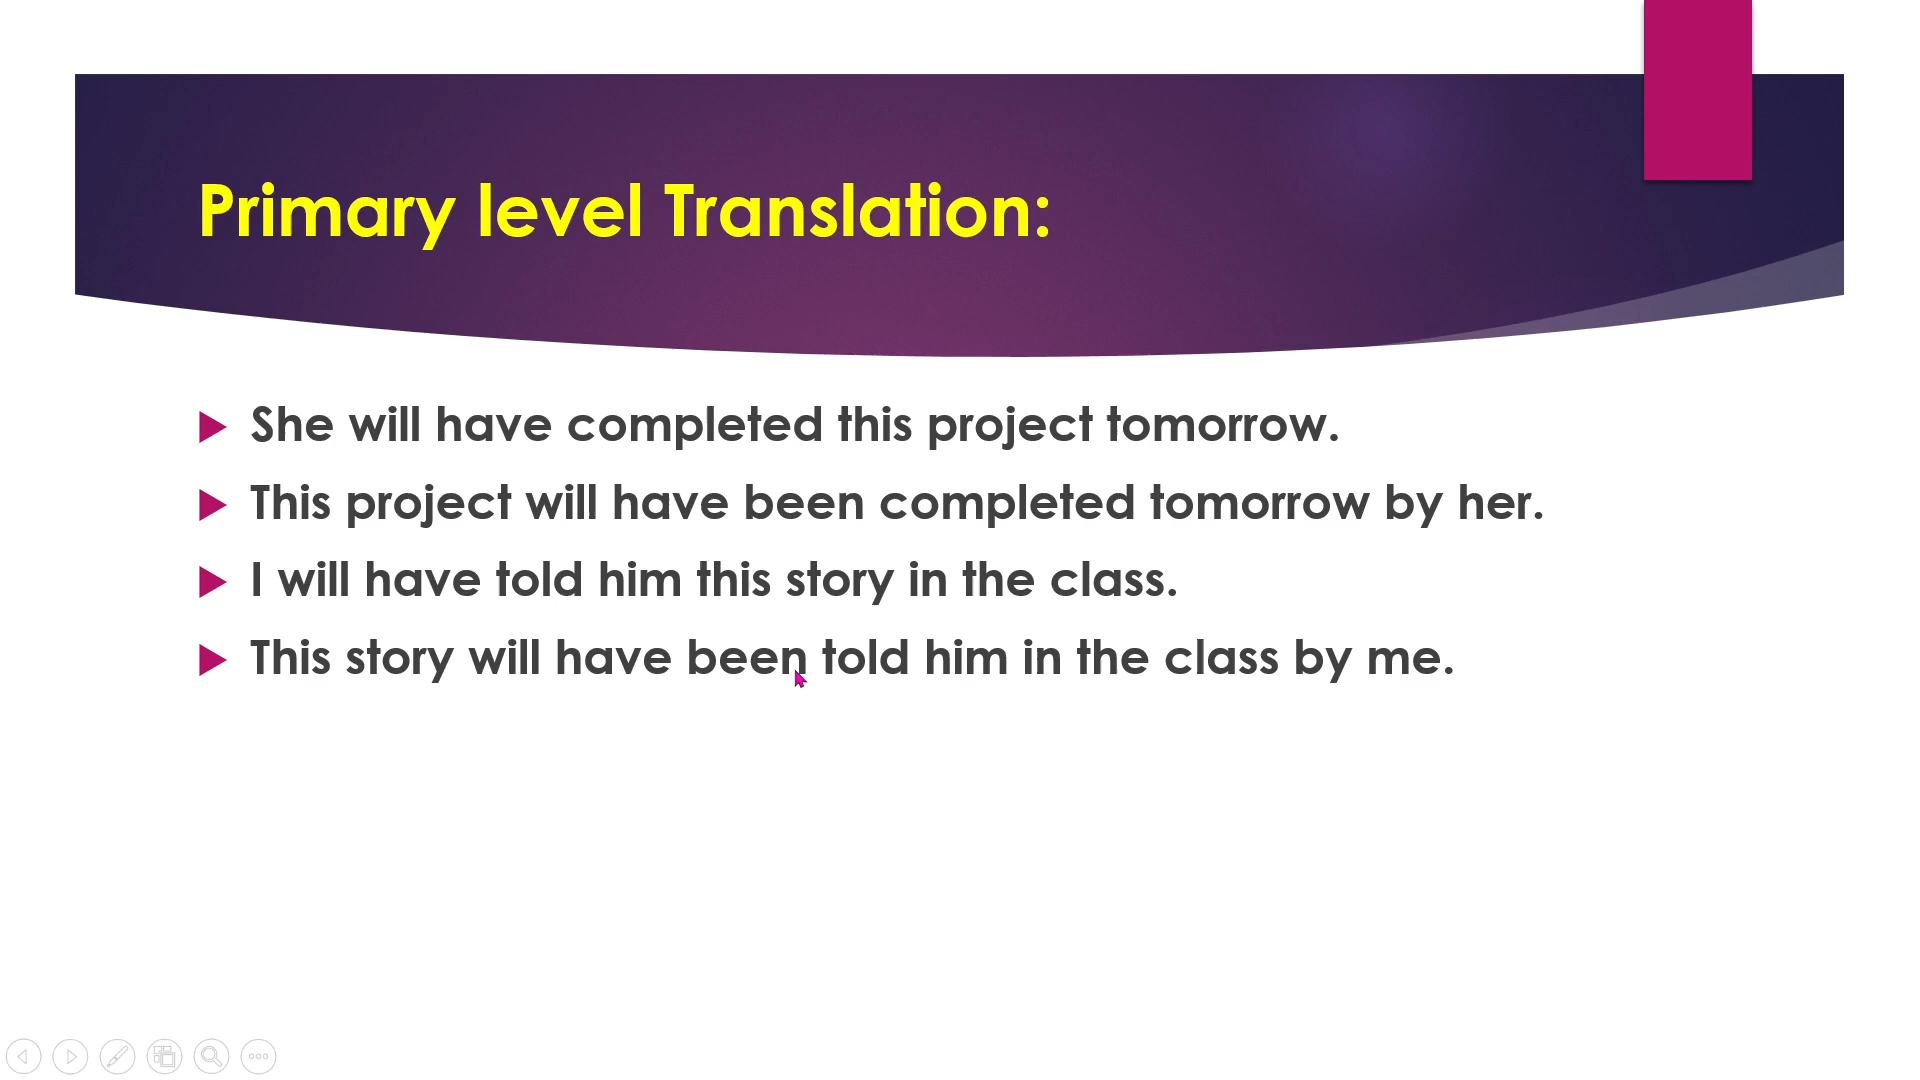 Primary level Translation:
She will have completed this project tomorrow.
This project will have been completed tomorrow by her.
I will have told him this story in the class.
This story will have been told him in the class by me.